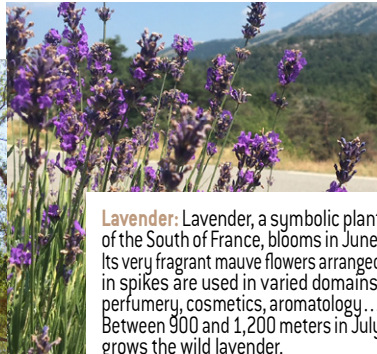 Lavender: Lavender, a symbolic plant
of the South of France, blooms in June.
Its very fragrant mauve flowers arranged
in spikes are used in varied domains:
perfumery, cosmetics, aromatology...
Between 900 and 1,200 meters in July
grows the wild lavender.